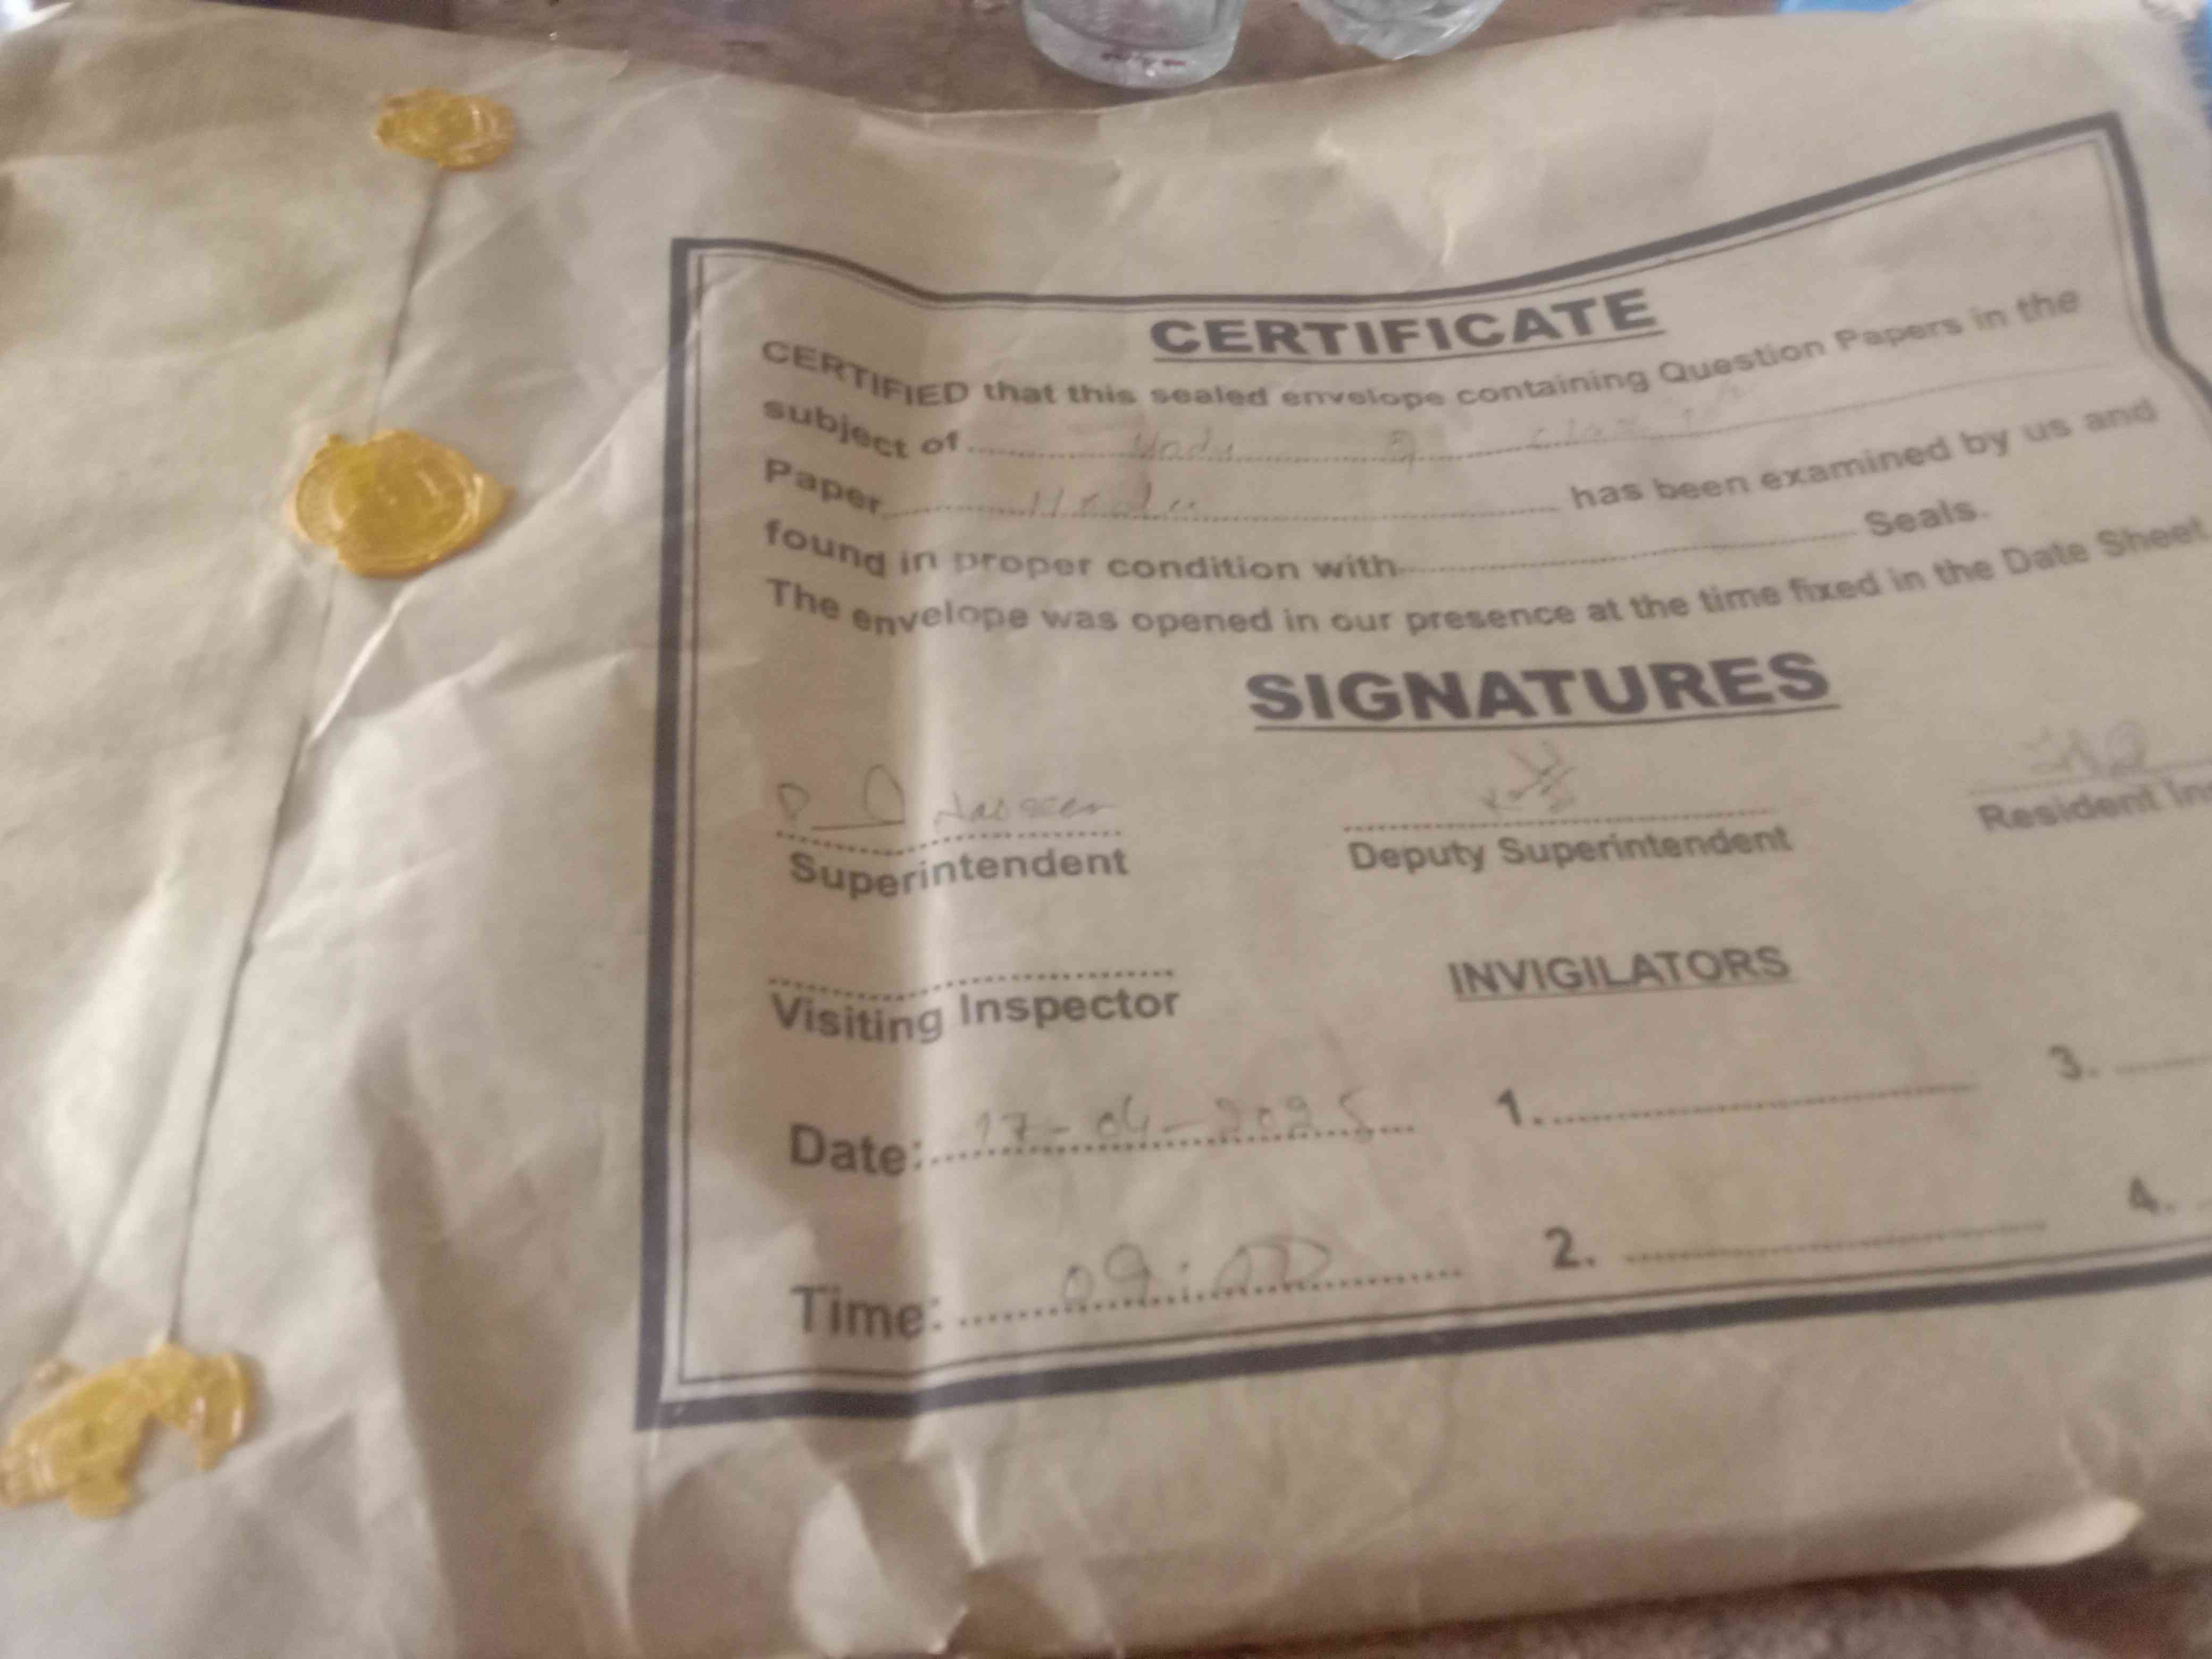 CERTIFICATE
CERTIFIED that this sealed envelope containing Question Papers in the
subject of
Paper has been examined by us and
found in proper condition with Seals.
The envelope was opened in our presence at the time fixed in the Date Sheet
SIGNATURES
Superintendent Deputy Superintendent Resident
Visiting Inspector INVIGILATORS
Date: 17-04-2025 1. 3.
Time: 09:00 2. 4.